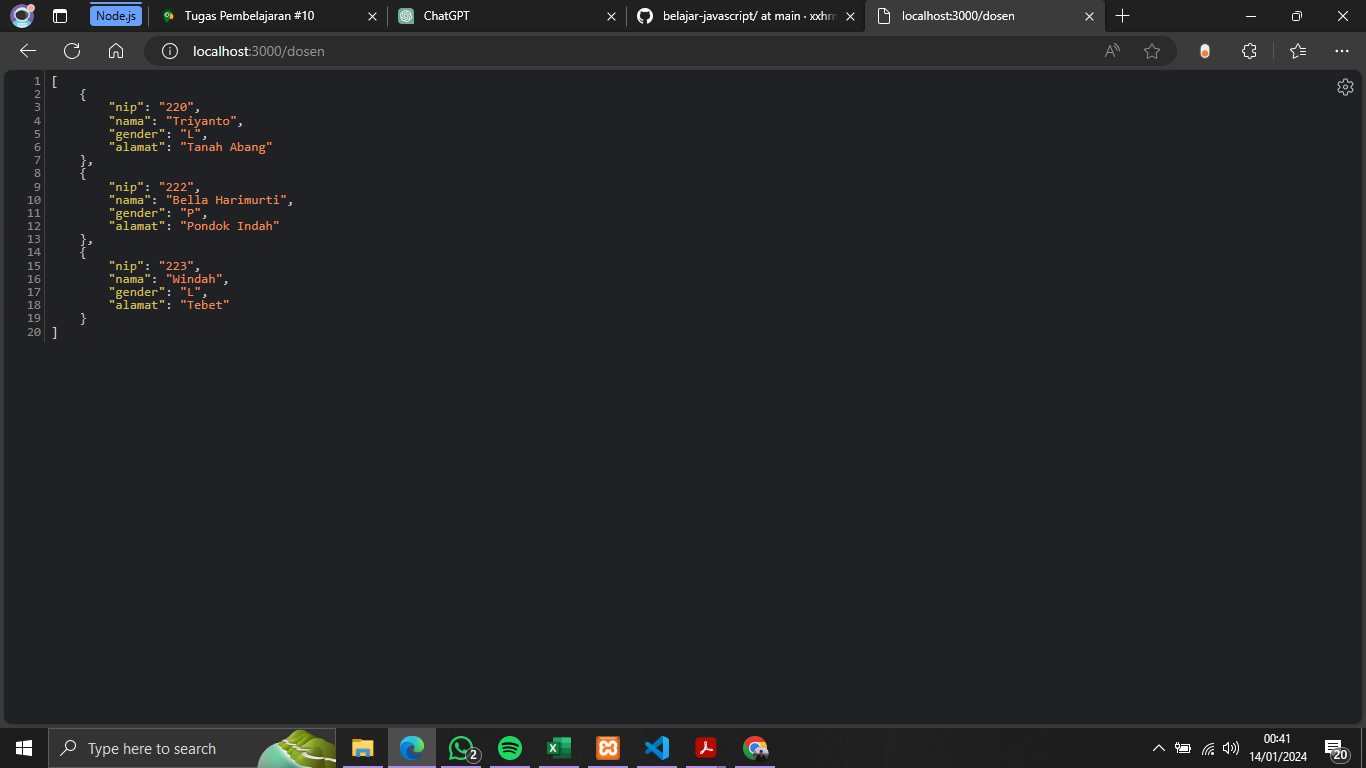 Node.js
Tugas Pembelajaran #10
ChatGPT
belajar-javascript/ at main · xxhrm
localhost:3000/dosen
localhost:3000/dosen
1 [
2 {
3 "nip": "220",
4 "nama": "Triyanto",
5 "gender": "L",
6 "alamat": "Tanah Abang"
7 },
8 {
9 "nip": "222",
10 "nama": "Bella Harimurti",
11 "gender": "P",
12 "alamat": "Pondok Indah"
13 },
14 {
15 "nip": "223",
16 "nama": "Windah",
17 "gender": "L",
18 "alamat": "Tebet"
19 }
20 ]
Type here to search
2
00:41
14/01/2024
20